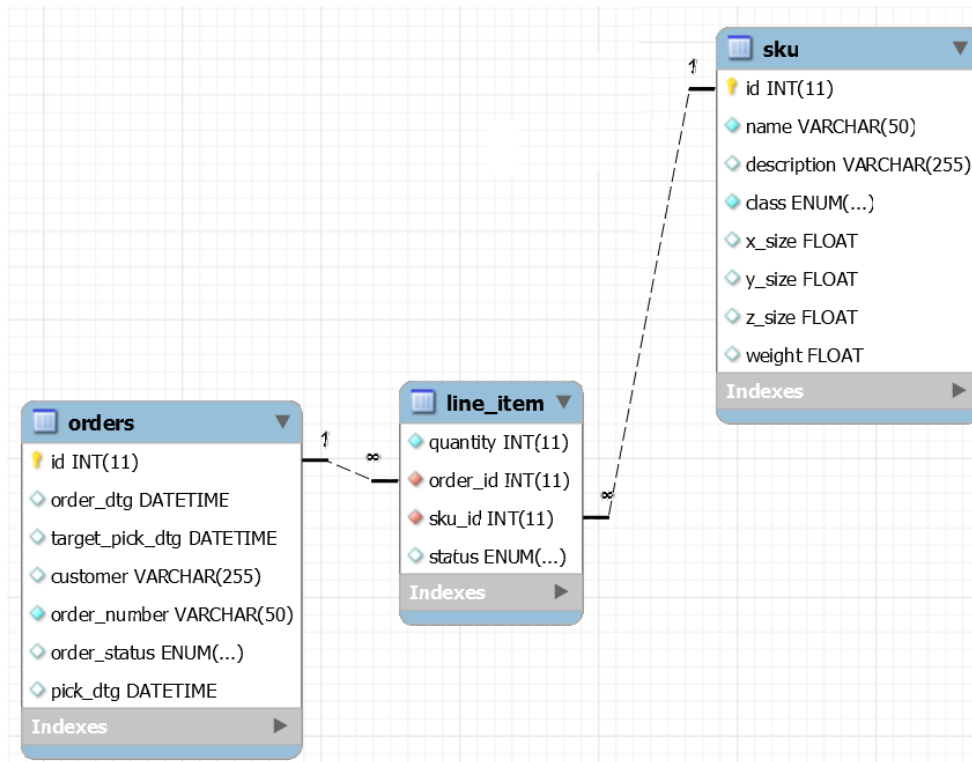 sku
1
id INT(11)
name VARCHAR(50)
description VARCHAR(255)
class ENUM(...)
x_size FLOAT
y_size FLOAT
z_size FLOAT
weight FLOAT
Indexes
orders
1
id INT(11)
order_dtg DATETIME
target_pick_dtg DATETIME
customer VARCHAR(255)
order_number VARCHAR(50)
order_status ENUM(...)
pick_dtg DATETIME
Indexes
line_item
∞
quantity INT(11)
order_id INT(11)
sku_id INT(11)
∞
status ENUM(...)
Indexes